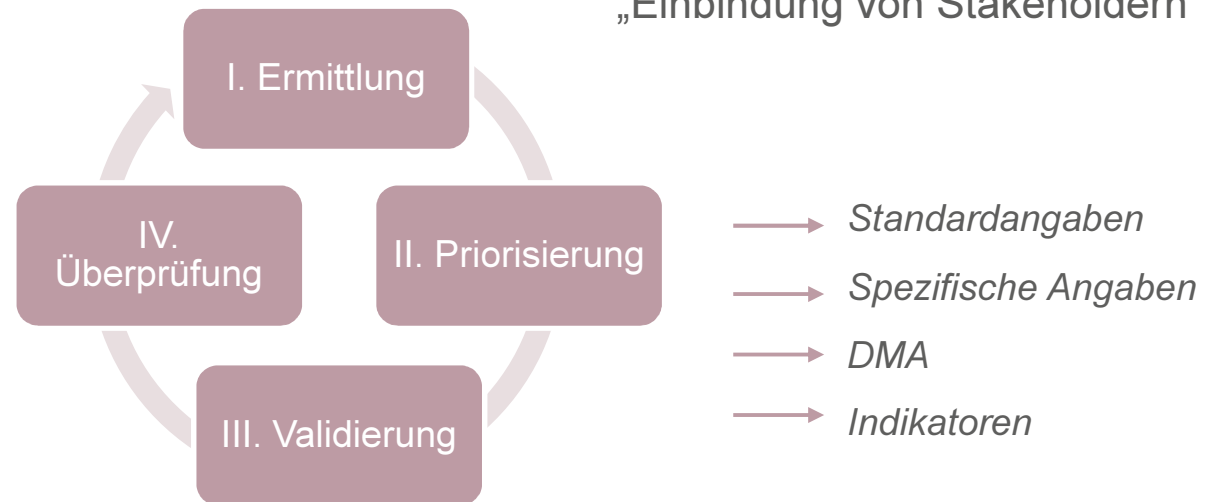 „Einbindung von Stakeholdern
I. Ermittlung
II. Priorisierung
III. Validierung
IV.
Überprüfung
Standardangaben
Spezifische Angaben
DMA
Indikatoren